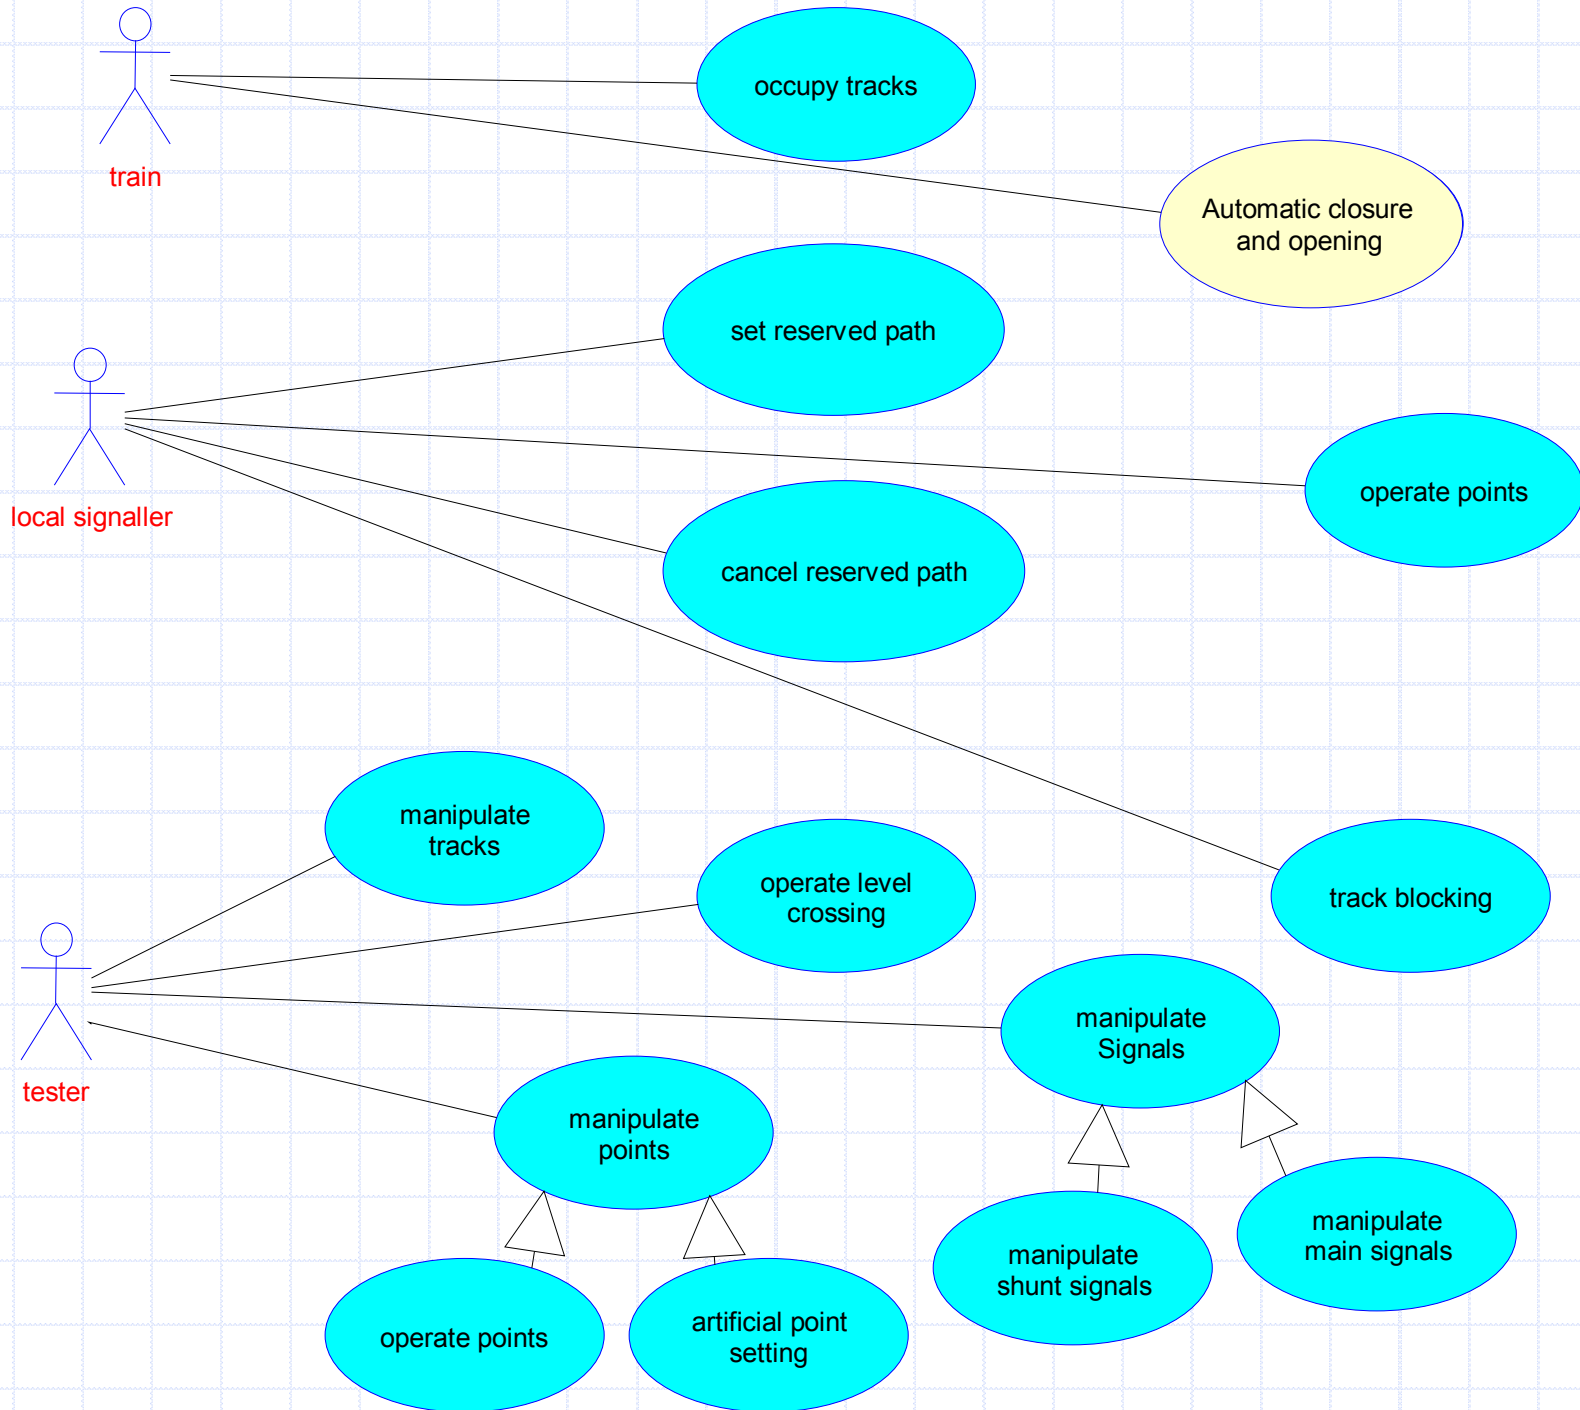 occupy tracks
train
Automatic closure
and opening
set reserved path
operate points
local signaller
cancel reserved path
manipulate
tracks
operate level
crossing
track blocking
manipulate
Signals
tester
manipulate
points
manipulate
main signals
manipulate
shunt signals
operate points
artificial point
setting